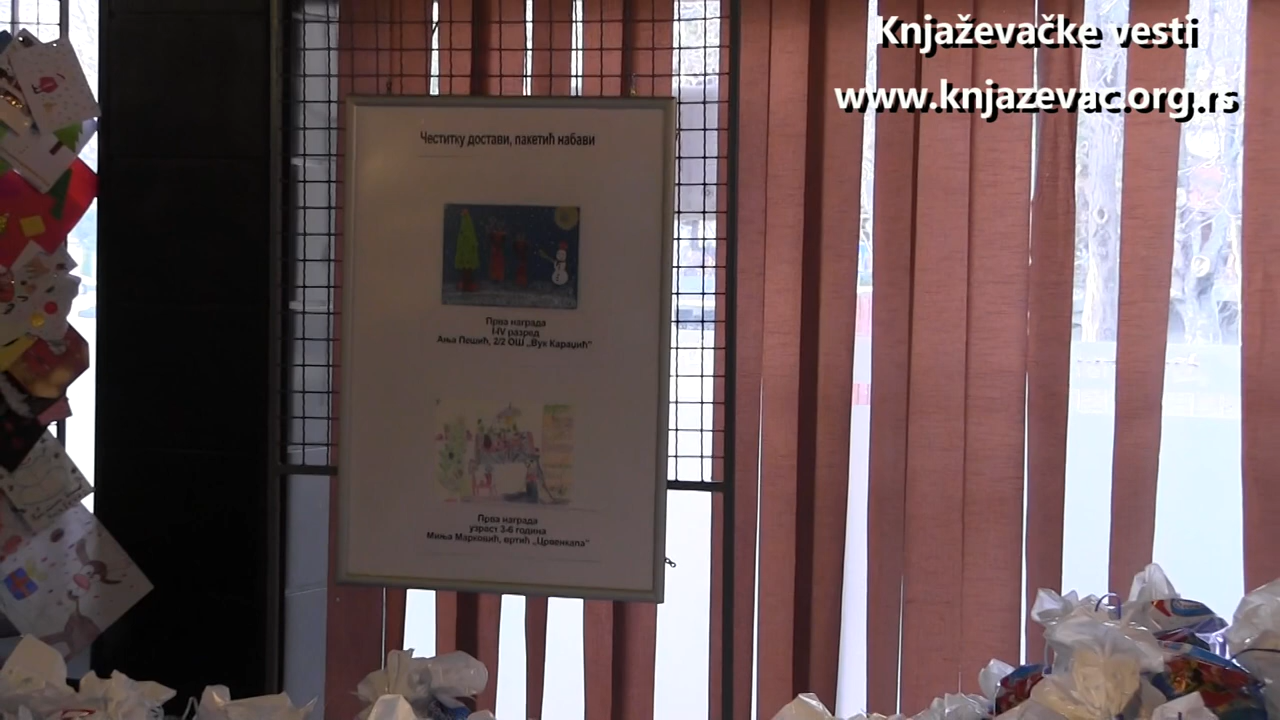 Knjaževačke vesti
www.knjazevac.org.rs
Честитку достави, пакетић набави
Прва награда
I-IV разред
Ања Пешић, 2/2 ОШ „Вук Караџић"
Прва награда
узраст 3-6 година
Миња Марковић, вртић „Црвенкапа"